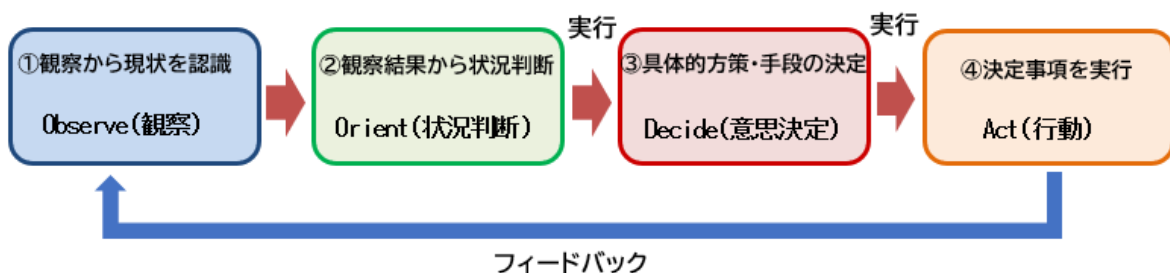 ①観察から現状を認識
Observe(観察)
②観察結果から状況判断
Orient(状況判断)
実行
③具体的方策・手段の決定
Decide(意思決定)
実行
④決定事項を実行
Act(行動)
フィードバック